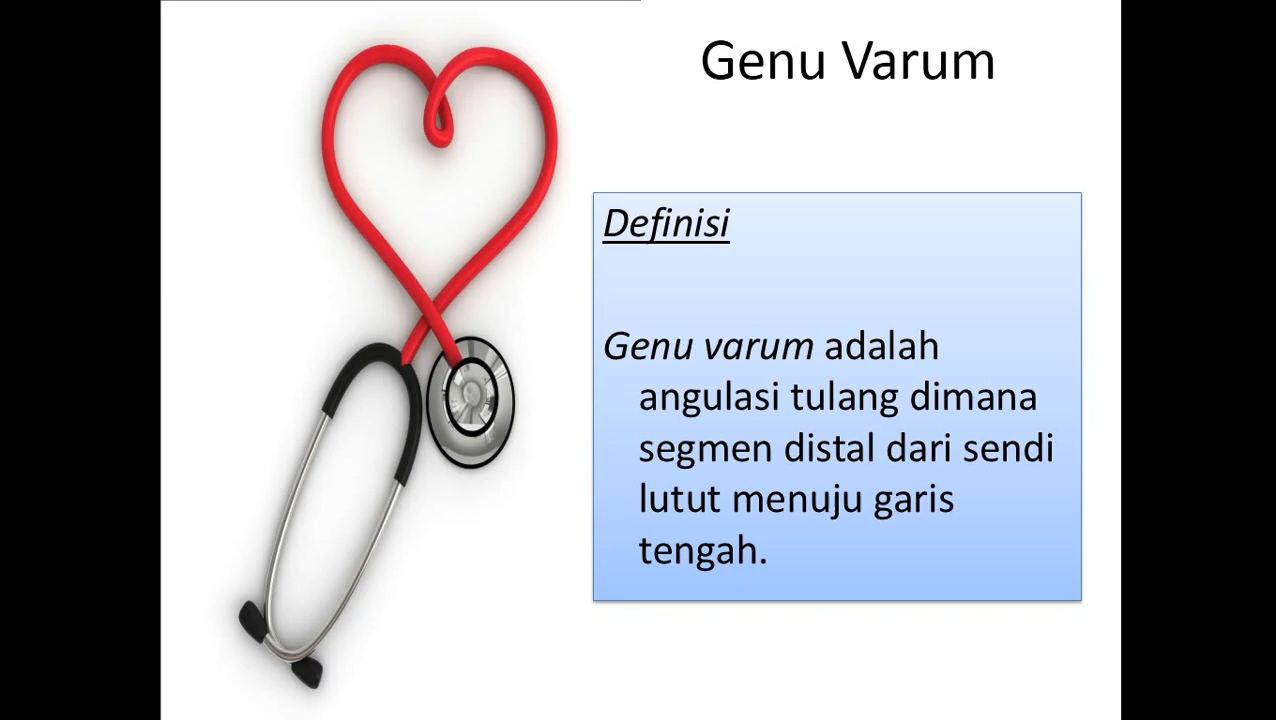 Genu Varum
Definisi
Genu varum adalah
angulasi tulang dimana
segmen distal dari sendi
lutut menuju garis
tengah.